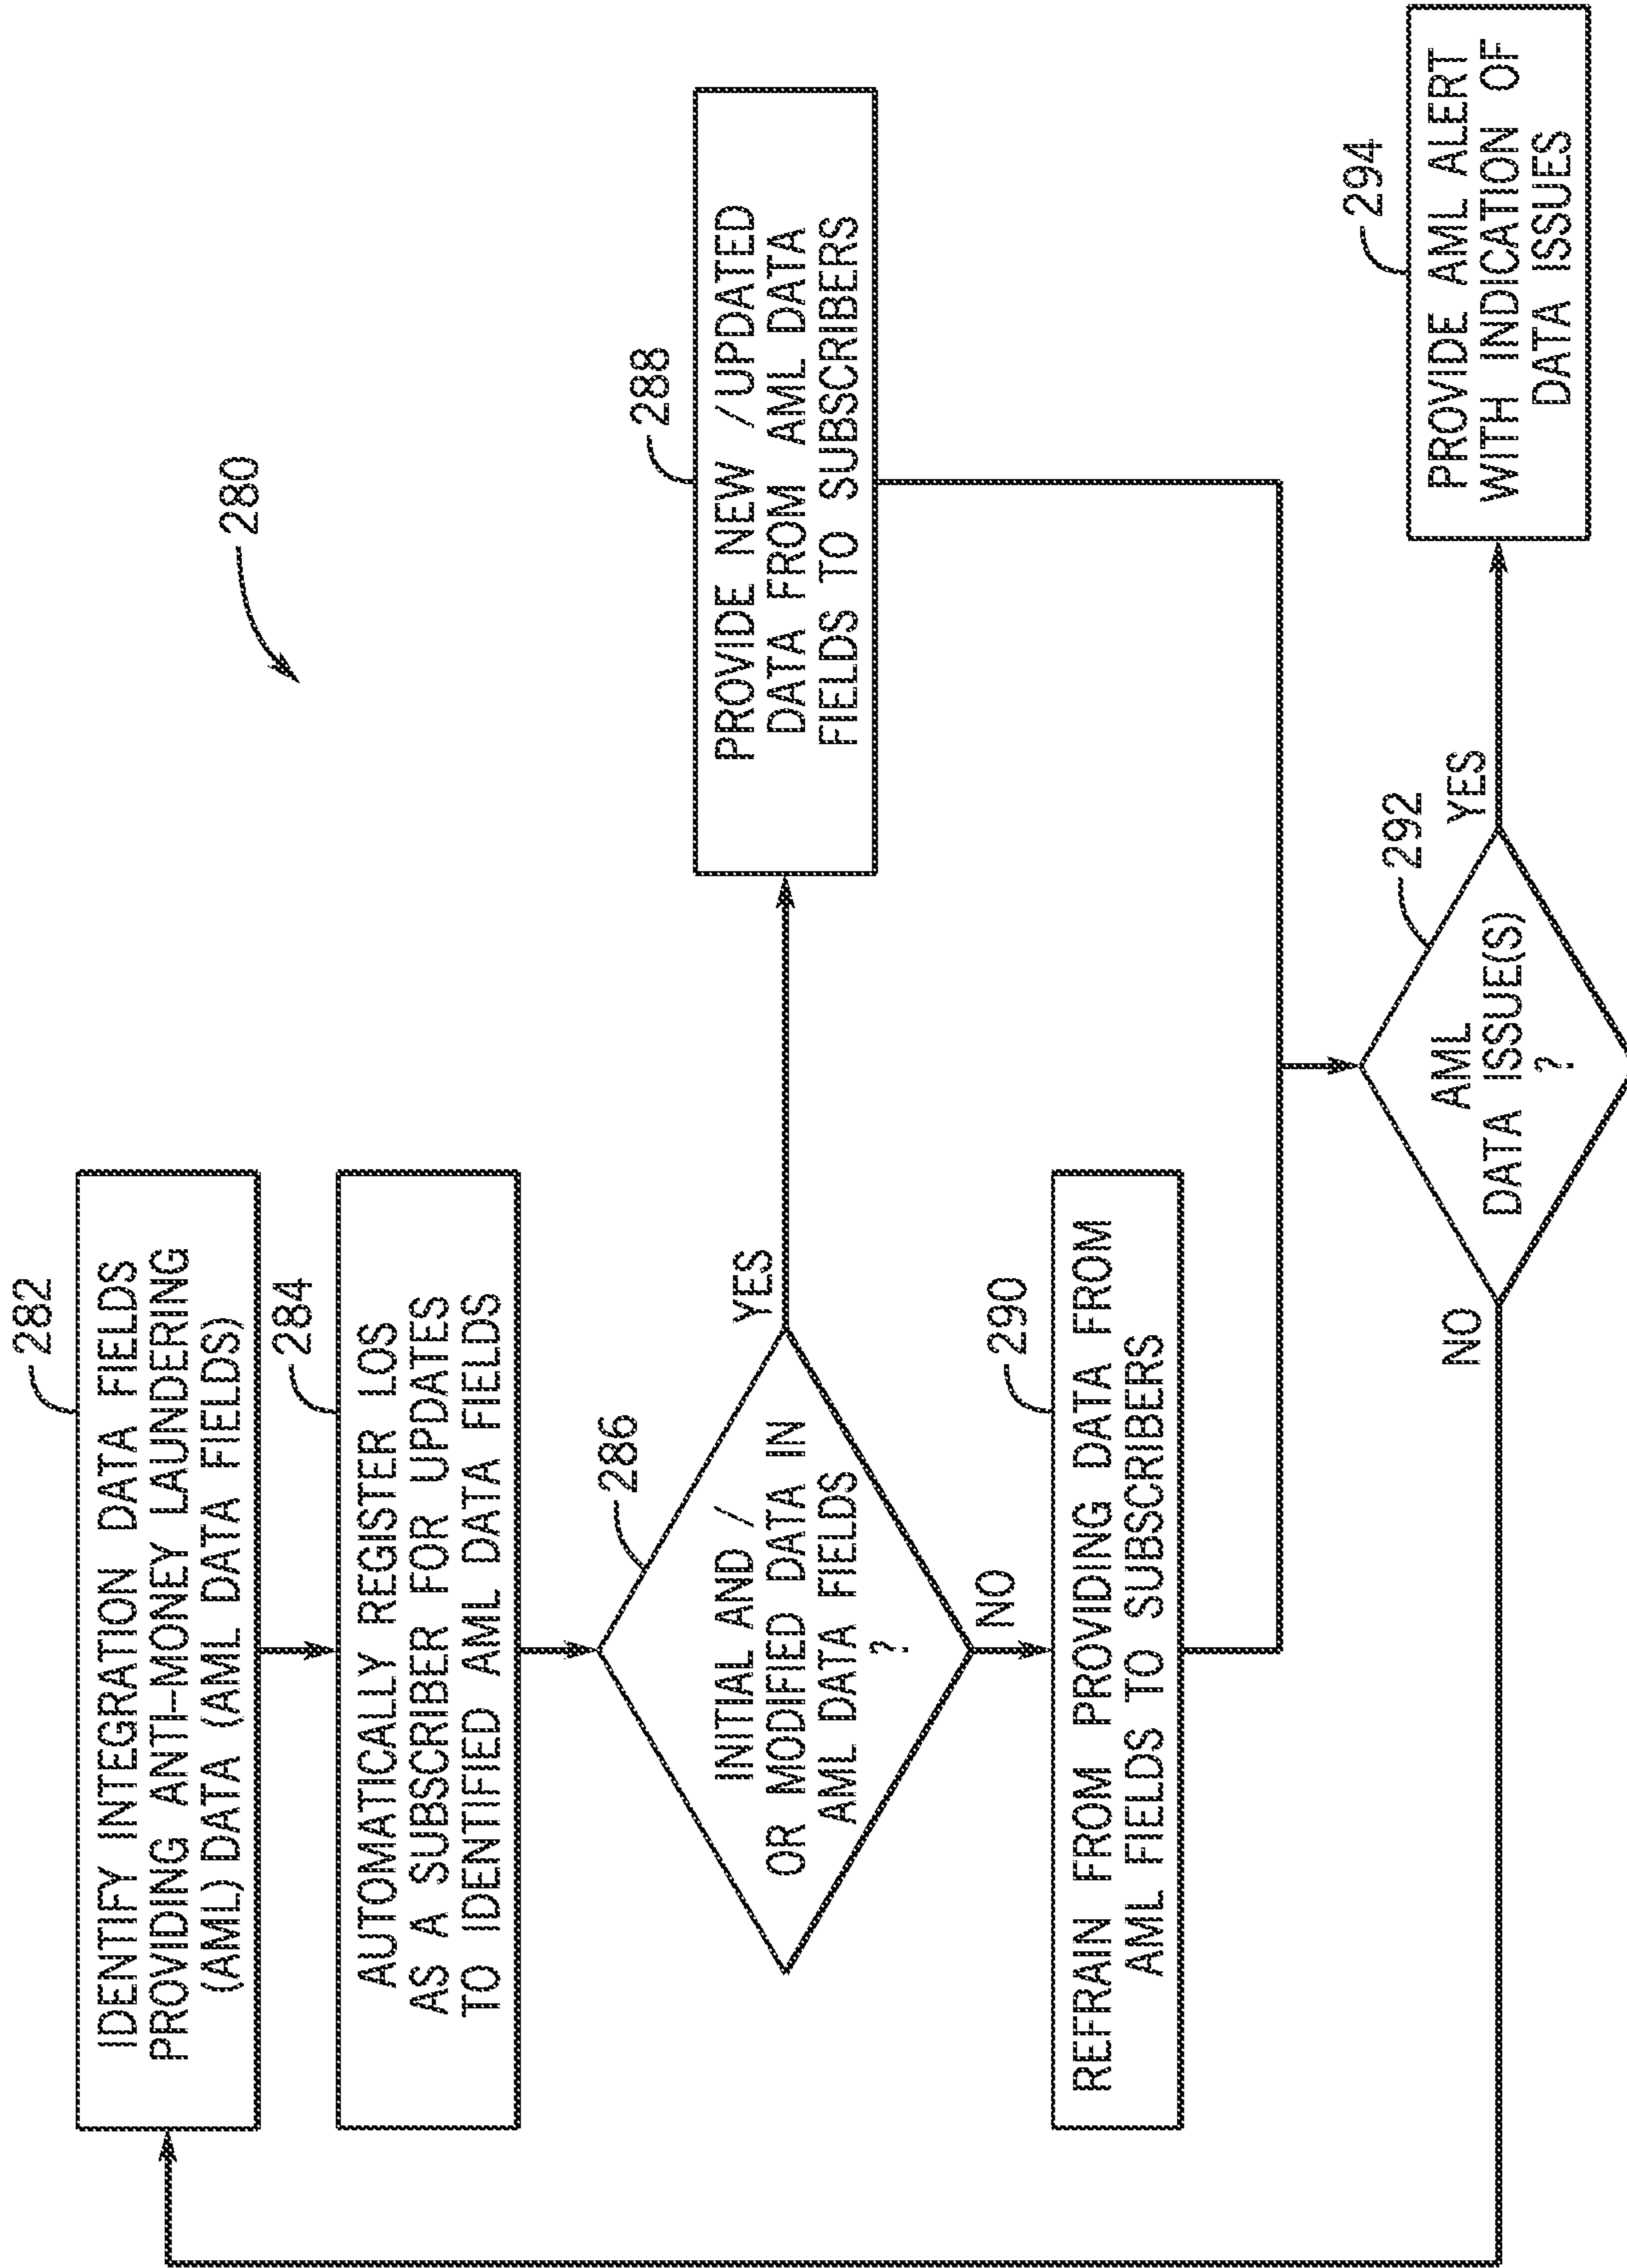 280
282
IDENTIFY INTEGRATION DATA FIELDS
PROVIDING ANTI-MONEY LAUNDERING
(AML) DATA (AML DATA FIELDS)
284
AUTOMATICALLY REGISTER LOS
AS A SUBSCRIBER FOR UPDATES
TO IDENTIFIED AML DATA FIELDS
286
INITIAL AND /
OR MODIFIED DATA IN
AML DATA FIELDS
?
YES
288
PROVIDE NEW / UPDATED
DATA FROM AML DATA
FIELDS TO SUBSCRIBERS
NO
290
REFRAIN FROM PROVIDING DATA FROM
AML FIELDS TO SUBSCRIBERS
292
AML
DATA ISSUE(S)
?
NO
YES
294
PROVIDE AML ALERT
WITH INDICATION OF
DATA ISSUES